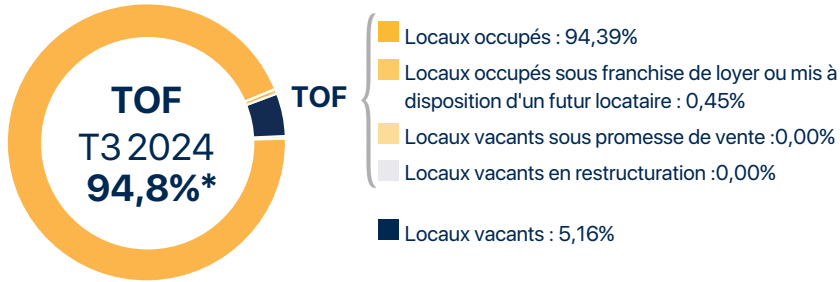 TOF
T3 2024
94,8%*
TOF
Locaux occupés : 94,39%
Locaux occupés sous franchise de loyer ou mis à
disposition d'un futur locataire : 0,45%
Locaux vacants sous promesse de vente :0,00%
Locaux vacants en restructuration :0,00%
Locaux vacants : 5,16%